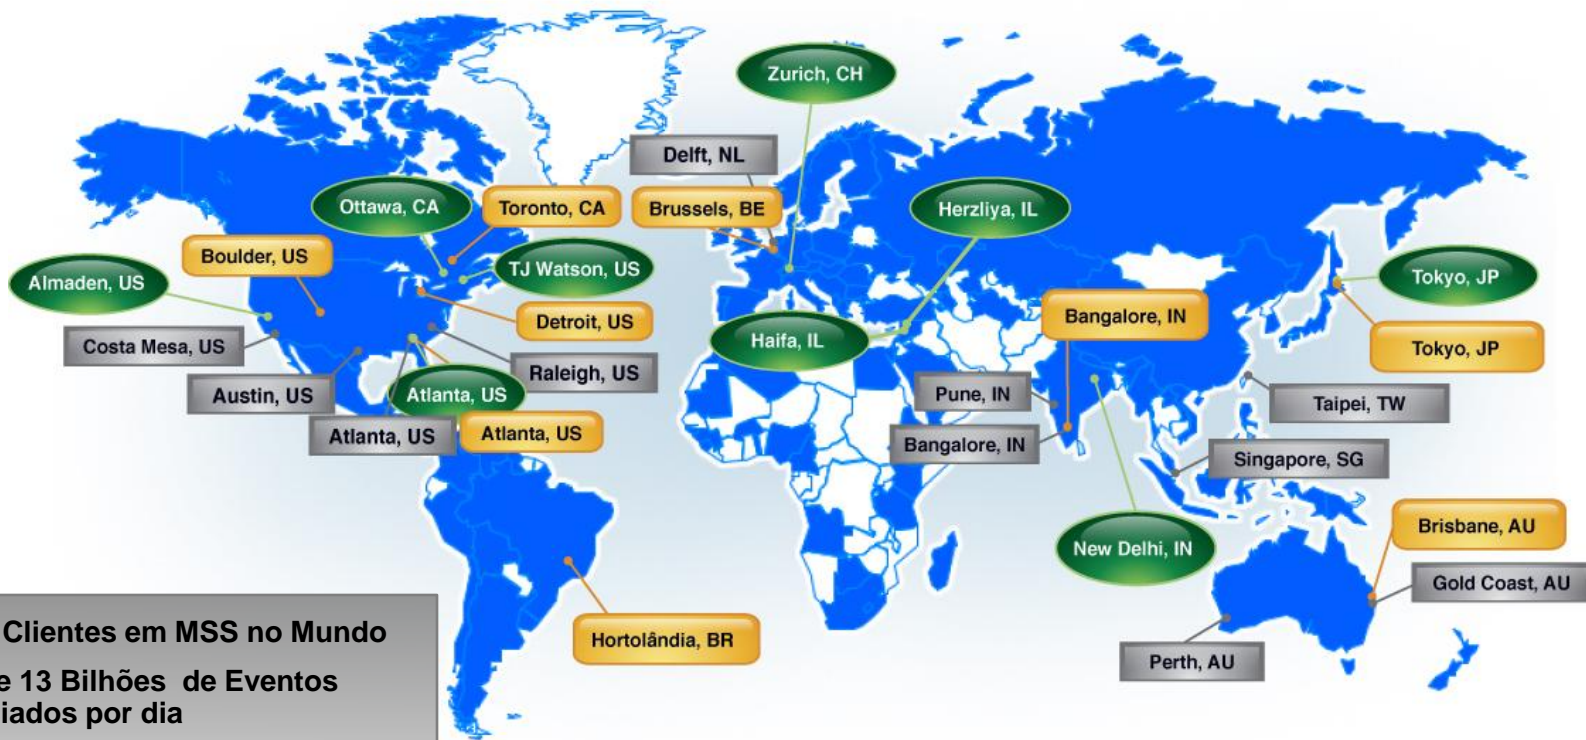 Zurich, CH
Delft, NL
Ottawa, CA
Toronto, CA
Brussels, BE
Herzliya, IL
Boulder, US
TJ Watson, US
Almaden, US
Tokyo, JP
Detroit, US
Bangalore, IN
Haifa, IL
Costa Mesa, US
Tokyo, JP
Raleigh, US
Austin, US
Atlanta, US
Pune, IN
Taipei, TW
Atlanta, US
Atlanta, US
Bangalore, IN
Singapore, SG
Brisbane, AU
New Delhi, IN
Gold Coast, AU
Hortolândia, BR
Perth, AU
Clientes em MSS no Mundo
e 13 Bilhões de Eventos
iados por dia